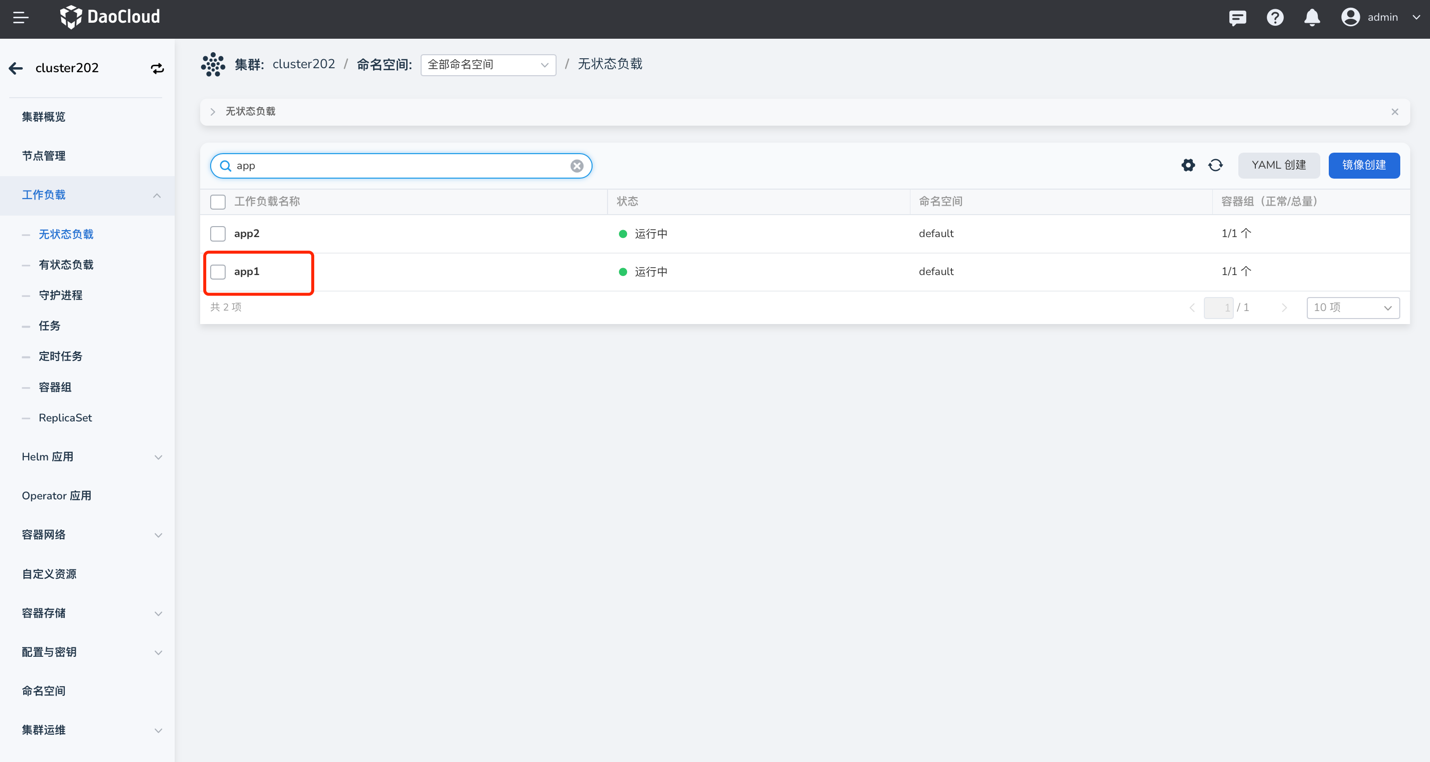 DaoCloud
admin
cluster202
集群: cluster202 / 命名空间: 全部命名空间 / 无状态负载
集群概览
节点管理
工作负载
无状态负载
有状态负载
守护进程
任务
定时任务
容器组
ReplicaSet
Helm 应用
Operator 应用
容器网络
自定义资源
容器存储
配置与密钥
命名空间
集群运维
无状态负载
app
YAML 创建
镜像创建
工作负载名称 状态 命名空间 容器组（正常/总量）
app2 运行中 default 1/1 个
app1 运行中 default 1/1 个
共 2 项
1 / 1
10 项